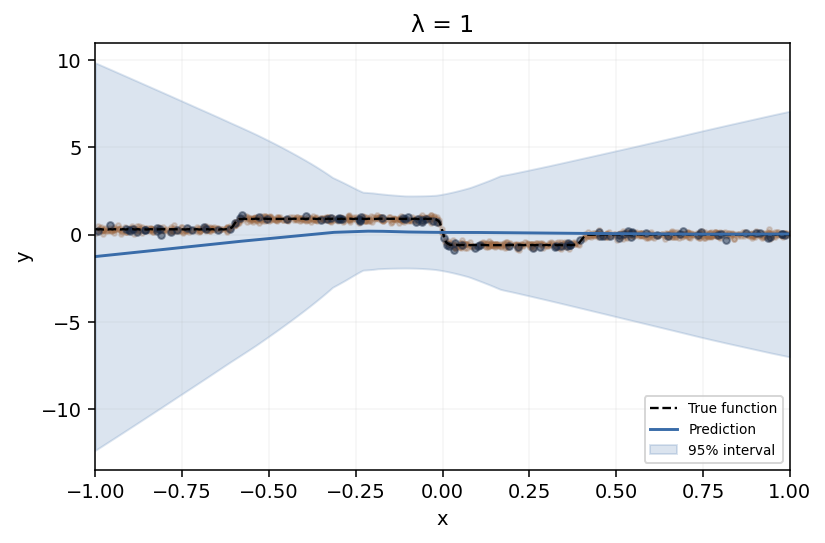 λ = 1
10
5
0
−5
−10
y
−1.00 −0.75 −0.50 −0.25 0.00 0.25 0.50 0.75 1.00
x
True function
Prediction
95% interval